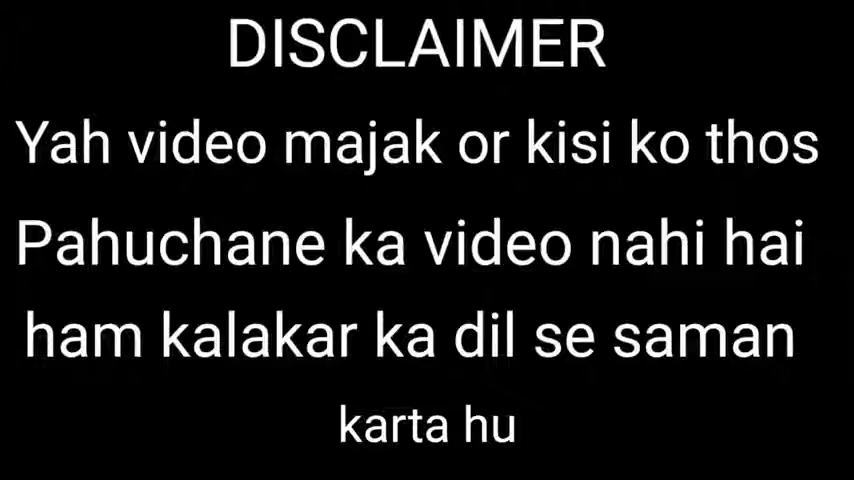 DISCLAIMER
Yah video majak or kisi ko thos
Pahuchane ka video nahi hai
ham kalakar ka dil se saman
karta hu